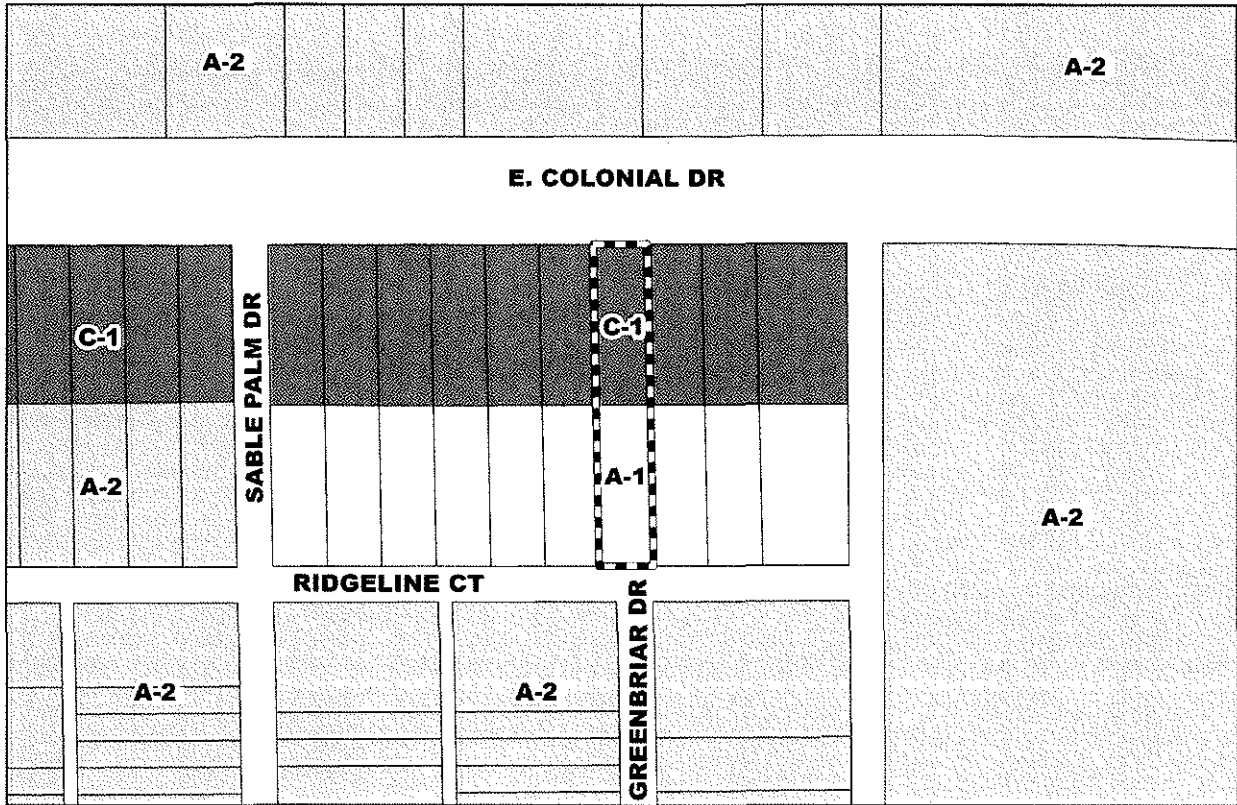 A-2
A-2
E. COLONIAL DR
C-1
SABLE PALM DR
C-1
A-2
A-1
A-2
RIDGELINE CT
A-2
A-2
GREENBRIAR DR